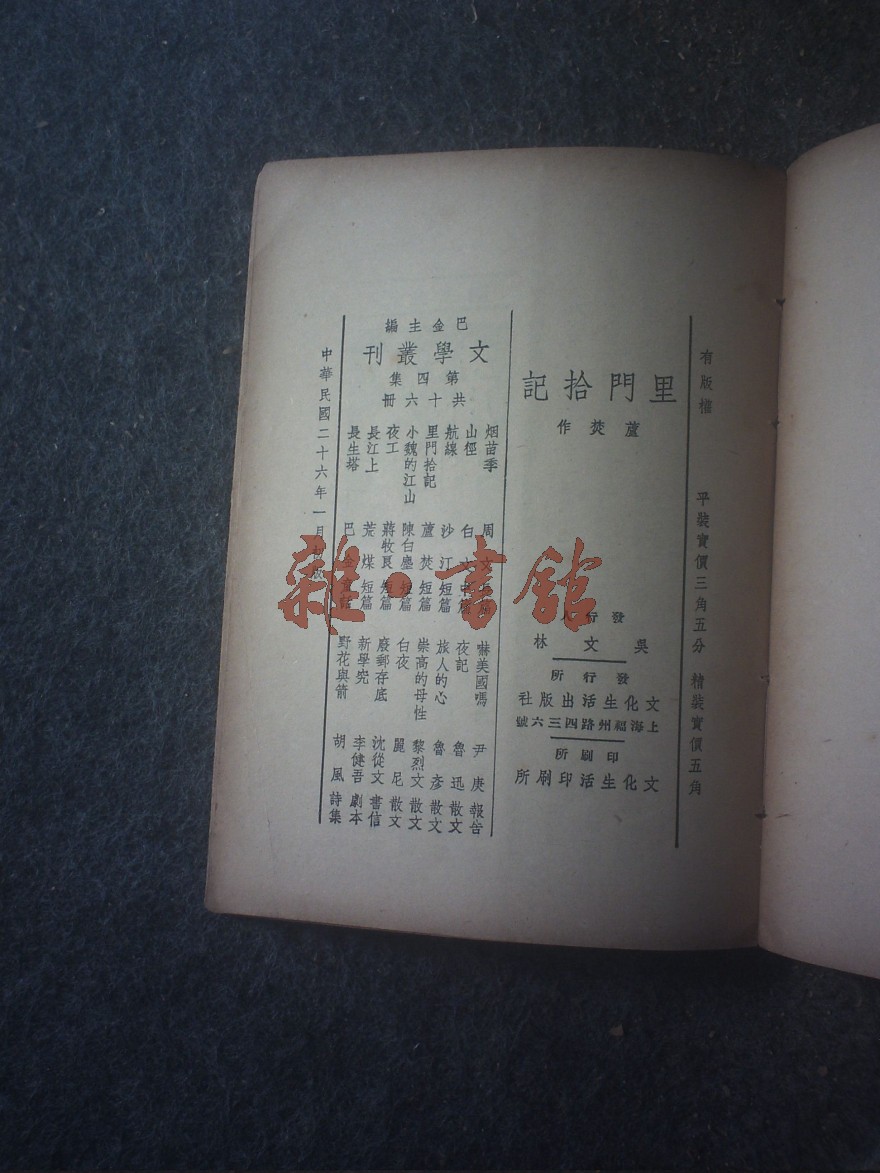 有版權 平裝實價三角五分 精裝實價五角
里門拾記
蘆焚作
發行人
吳文林
發行所
文化生活出版社
上海福州路四三六號
印刷所
文化生活印刷所
巴金主編
文學叢刊
第四集
共十六冊
烟苗季 周文
山徑 白文
航線 沙汀 短篇
里門拾記 蘆焚 短篇
小魏的江山 陳白塵 短篇
夜工 蔣牧良 短篇
長江上 荒煤 短篇
長生塔 巴金 童話
嚇美國嗎 尹庚 報告
夜記 魯迅 散文
旅人的心 魯彥 散文
崇高的母性 黎烈文 散文
白夜 麗尼 散文
廢郵存底 沈從文 書信
新學究 李健吾 劇本
野花與箭 胡風 詩集
中華民國二十六年一月初版
雜·書館